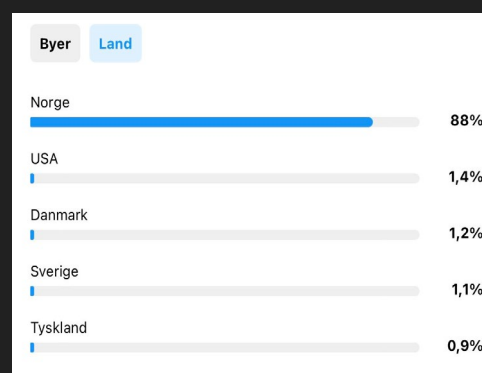 Byer Land
Norge
88%
USA
1,4%
Danmark
1,2%
Sverige
1,1%
Tyskland
0,9%